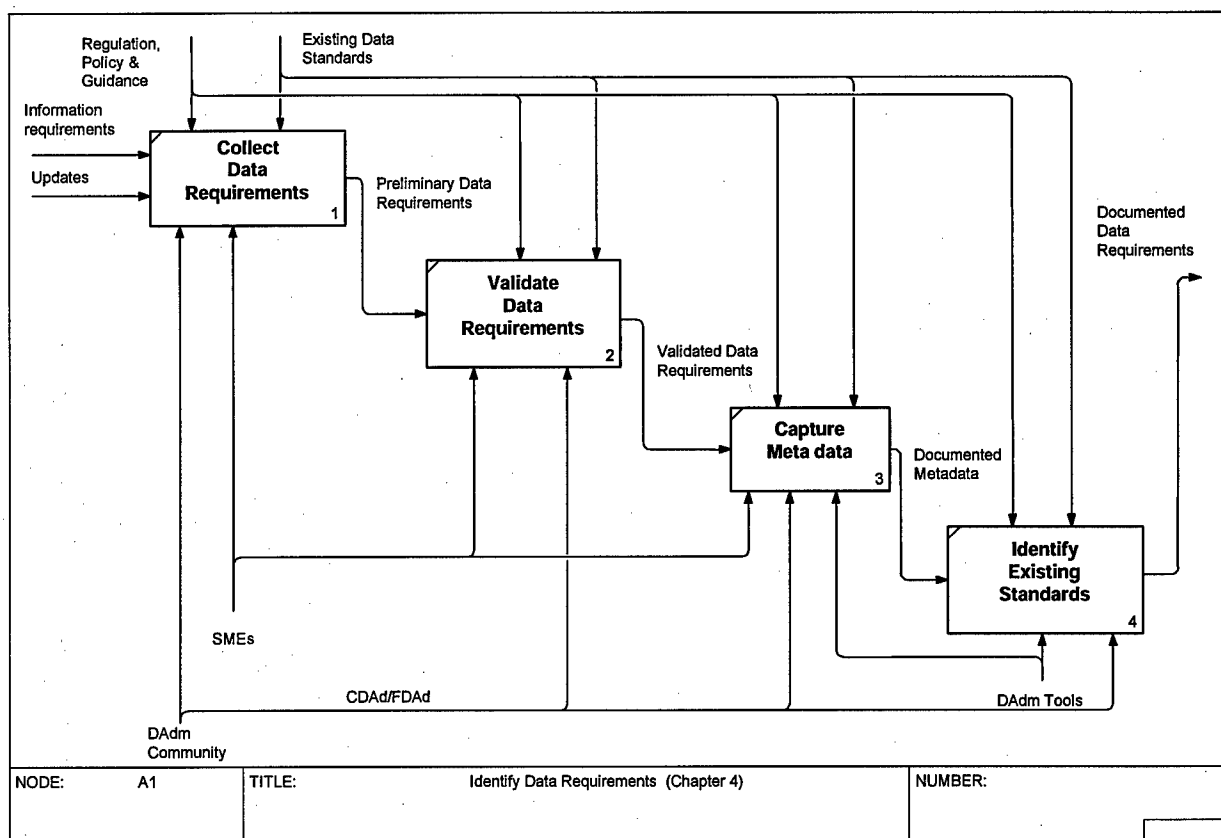 Regulation,
Policy &
Guidance
Existing Data
Standards
Information
requirements
Updates
Collect
Data
Requirements
1
Preliminary Data
Requirements
Documented
Data
Requirements
Validate
Data
Requirements
2
Validated Data
Requirements
Capture
Meta data
3
Documented
Metadata
Identify
Existing
Standards
4
SMEs
CDAd/FDAd
DAdm Tools
DAdm
Community
NODE: A1
TITLE: Identify Data Requirements (Chapter 4)
NUMBER: